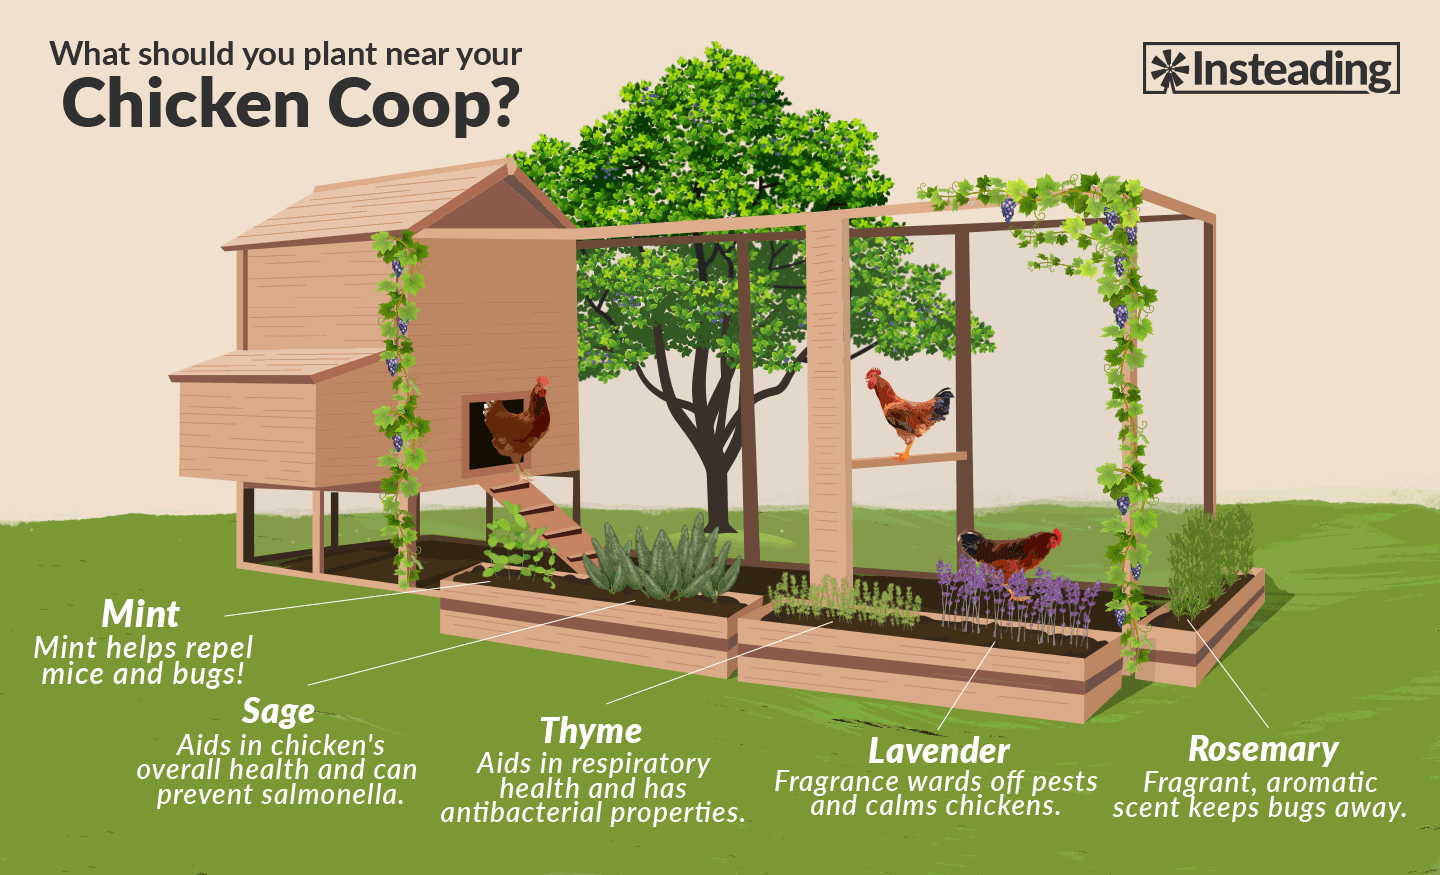 What should you plant near your
Chicken Coop?
Insteading
Mint
Mint helps repel
mice and bugs!
Sage
Aids in chicken's
overall health and can
prevent salmonella.
Thyme
Aids in respiratory
health and has
antibacterial properties.
Lavender
Fragrance wards off pests
and calms chickens.
Rosemary
Fragrant, aromatic
scent keeps bugs away.